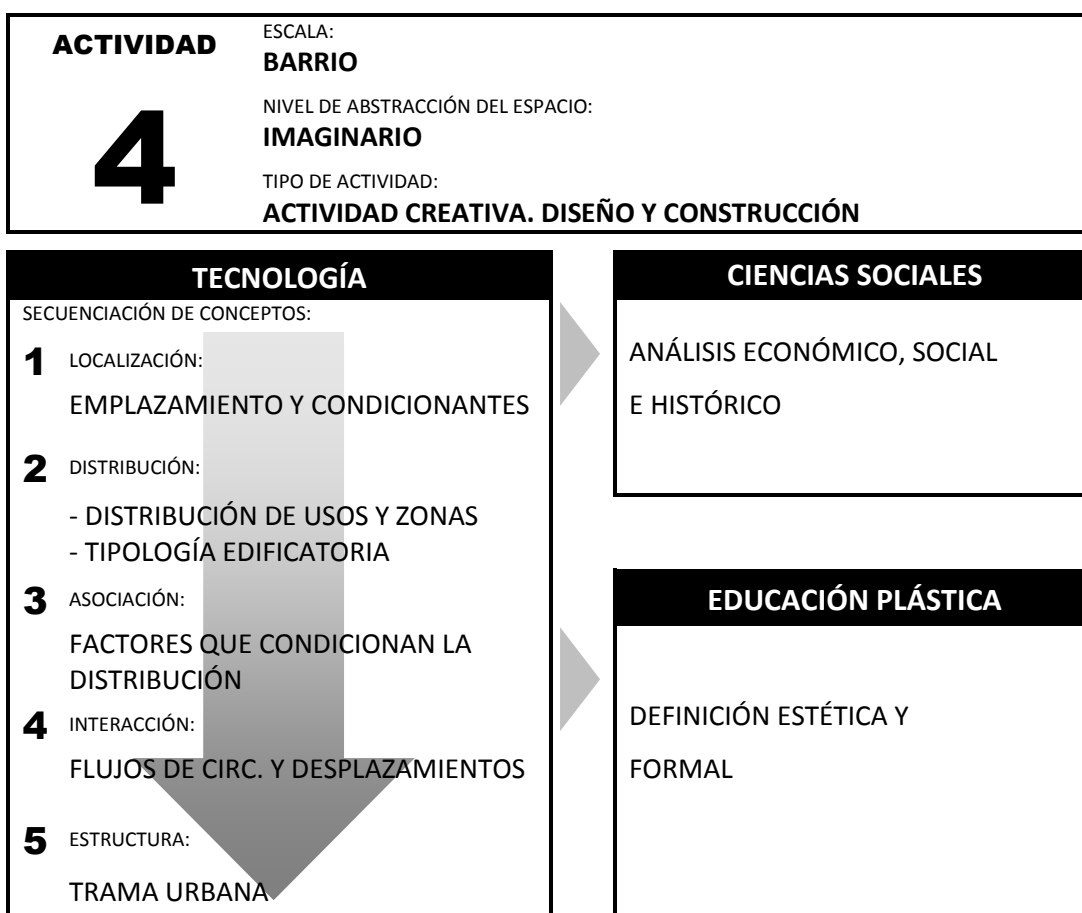 ACTIVIDAD
4
ESCALA:
BARRIO
NIVEL DE ABSTRACCIÓN DEL ESPACIO:
IMAGINARIO
TIPO DE ACTIVIDAD:
ACTIVIDAD CREATIVA. DISEÑO Y CONSTRUCCIÓN
TECNOLOGÍA
SECUENCIACIÓN DE CONCEPTOS:
1 LOCALIZACIÓN:
EMPLAZAMIENTO Y CONDICIONANTES
2 DISTRIBUCIÓN:
- DISTRIBUCIÓN DE USOS Y ZONAS
- TIPOLOGÍA EDIFICATORIA
3 ASOCIACIÓN:
FACTORES QUE CONDICIONAN LA
DISTRIBUCIÓN
4 INTERACCIÓN:
FLUJOS DE CIRC. Y DESPLAZAMIENTOS
5 ESTRUCTURA:
TRAMA URBANA
CIENCIAS SOCIALES
ANÁLISIS ECONÓMICO, SOCIAL
E HISTÓRICO
EDUCACIÓN PLÁSTICA
DEFINICIÓN ESTÉTICA Y
FORMAL